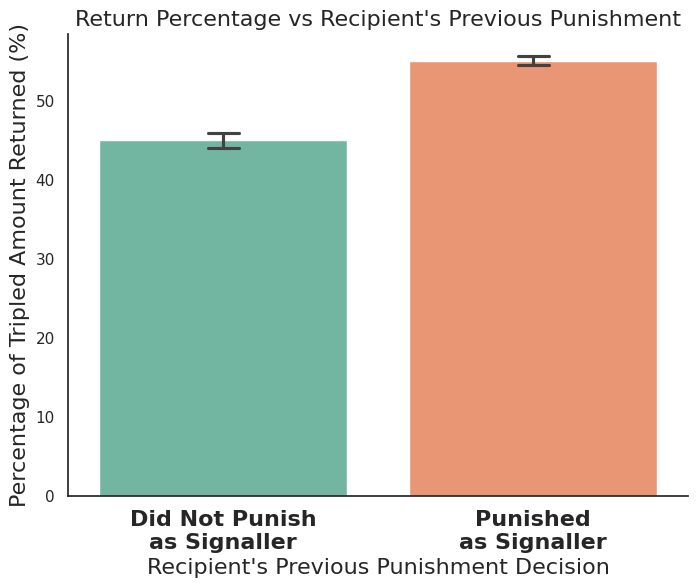 Return Percentage vs Recipient's Previous Punishment
Percentage of Tripled Amount Returned (%)
50
40
30
20
10
0
Did Not Punish
as Signaller
Punished
as Signaller
Recipient's Previous Punishment Decision